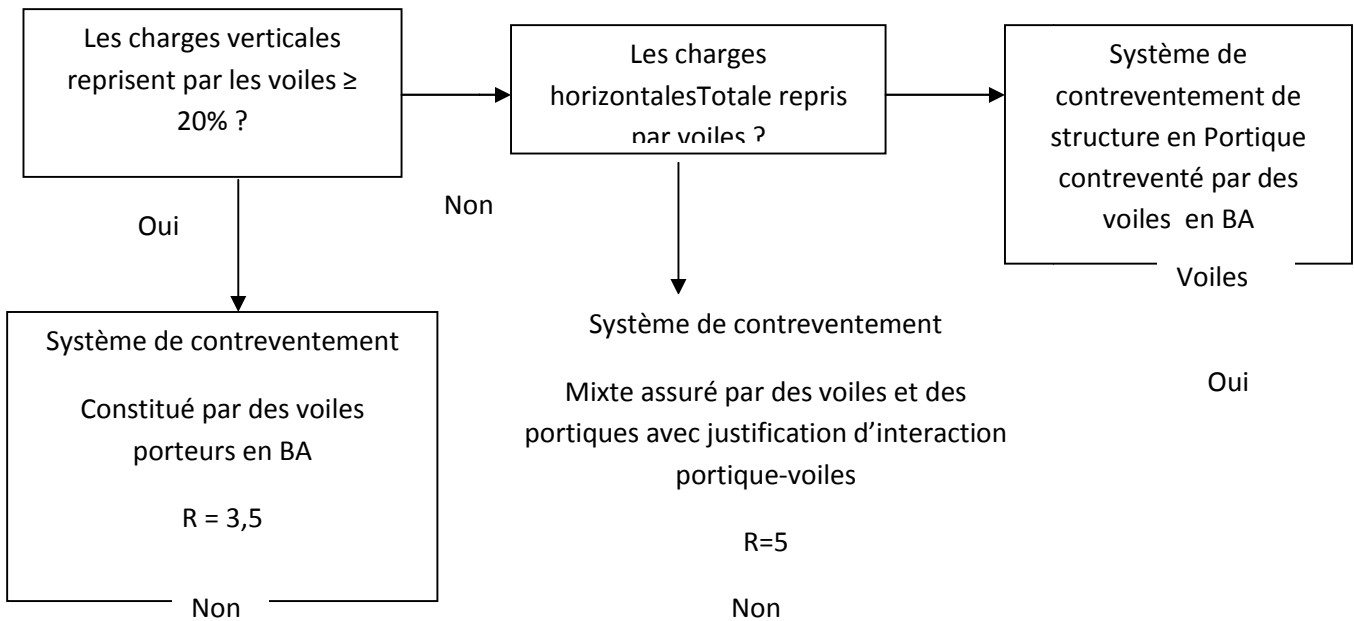 Les charges verticales
reprisent par les voiles ≥
20% ?
Les charges
horizontalesTotale repris
par voiles ?
Système de
contreventement de
structure en Portique
contreventé par des
voiles en BA
Voiles
Oui
Non
Oui
Système de contreventement
Constitué par des voiles
porteurs en BA
R = 3,5
Non
Système de contreventement
Mixte assuré par des voiles et des
portiques avec justification d’interaction
portique-voiles
R=5
Non